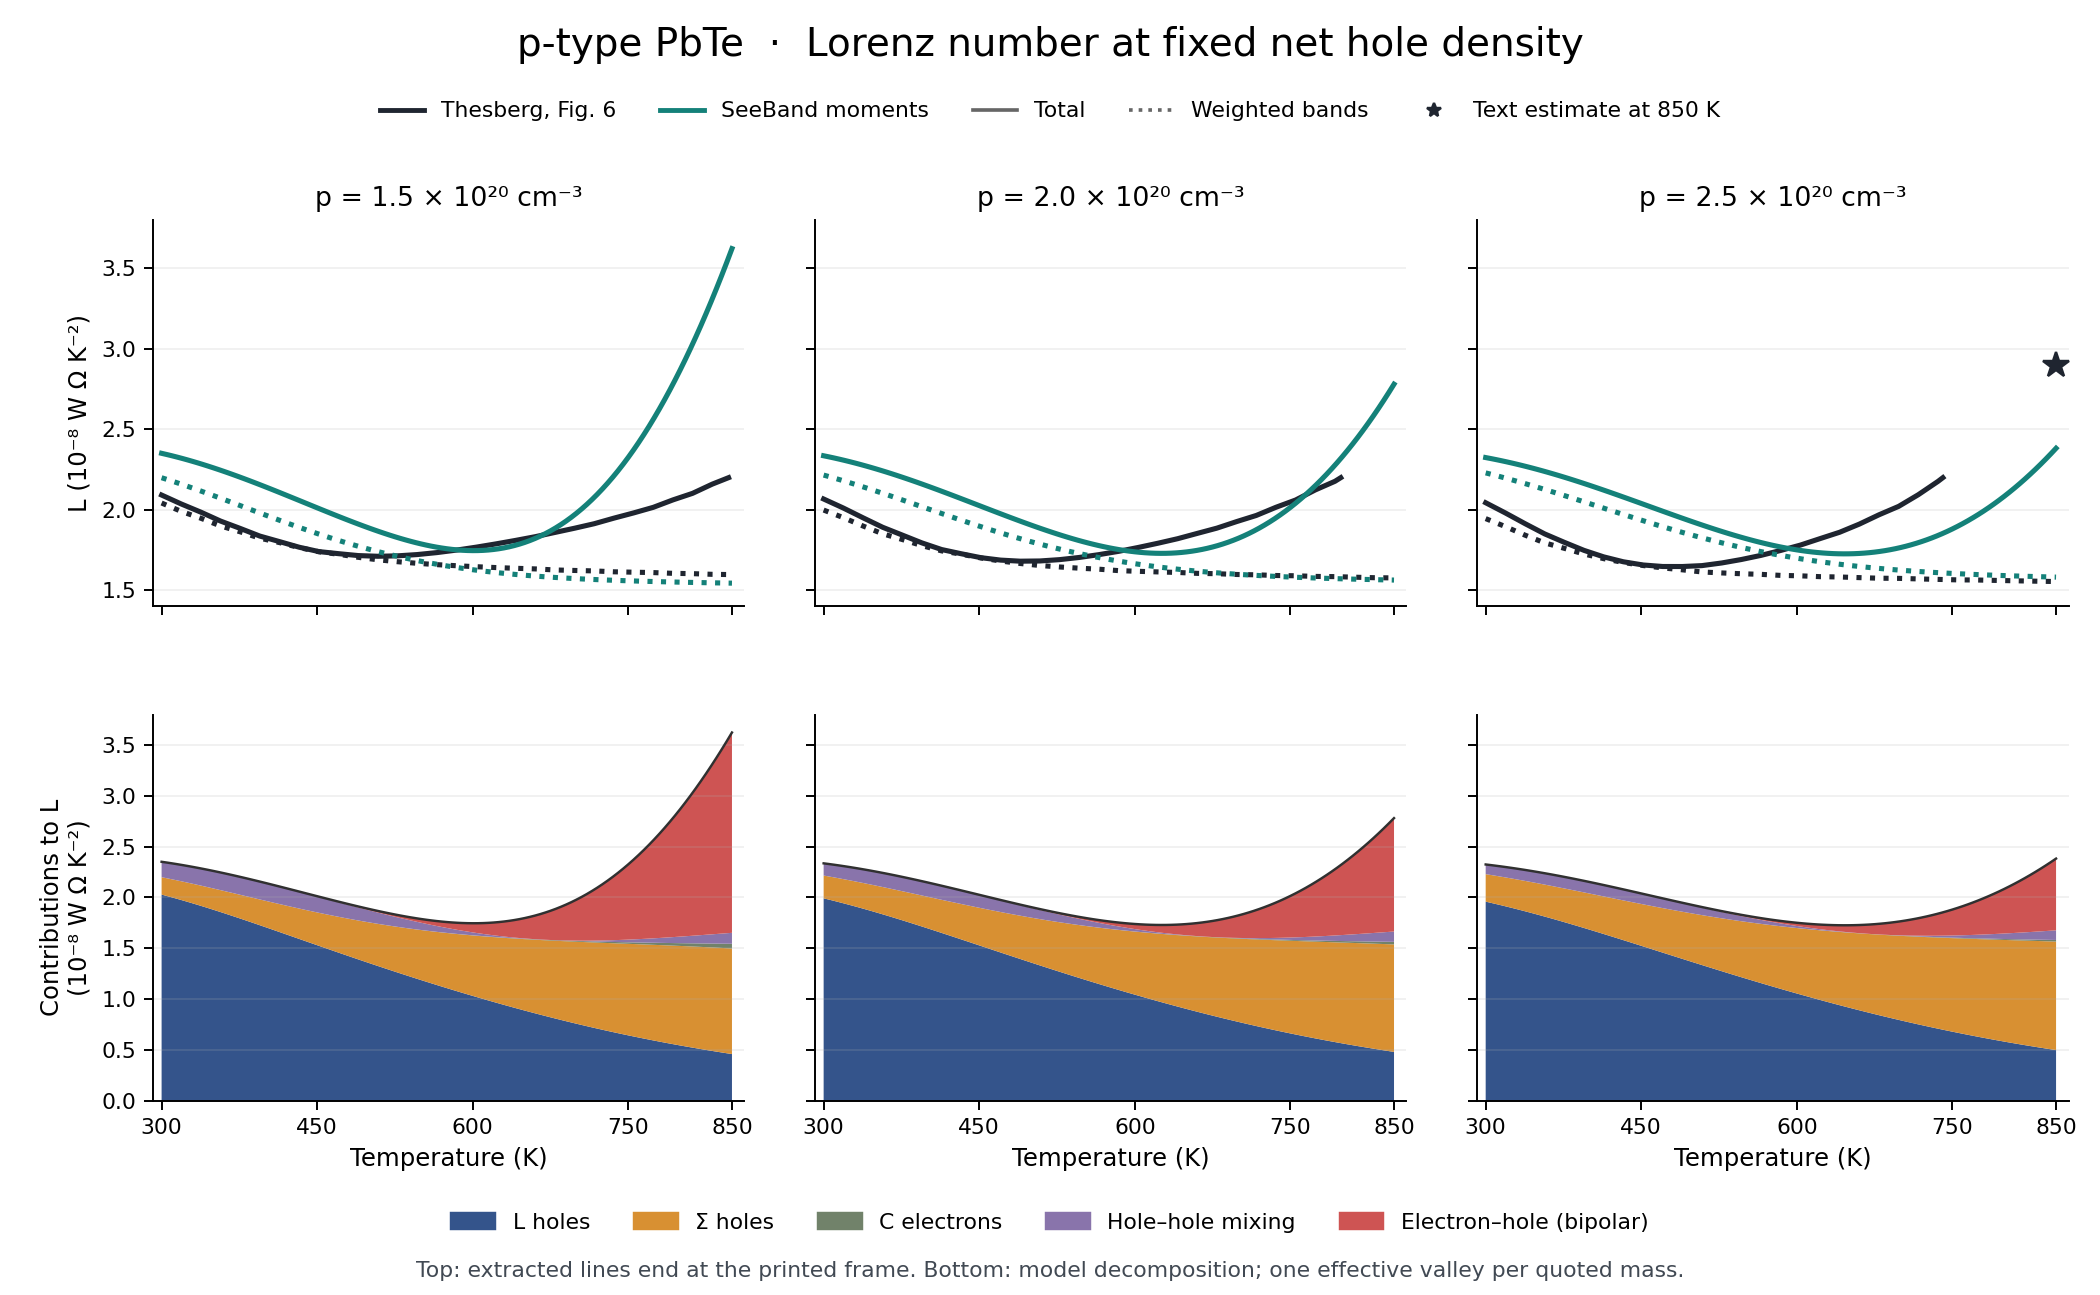 p-type PbTe · Lorenz number at fixed net hole density
Thesberg, Fig. 6
SeeBand moments
Total
Weighted bands
Text estimate at 850 K
p = 1.5 × 10²⁰ cm⁻³
p = 2.0 × 10²⁰ cm⁻³
p = 2.5 × 10²⁰ cm⁻³
L (10⁻⁸ W Ω K⁻²)
3.5
3.0
2.5
2.0
1.5
Contributions to L
(10⁻⁸ W Ω K⁻²)
3.5
3.0
2.5
2.0
1.5
1.0
0.5
0.0
300 450 600 750 850
300 450 600 750 850
300 450 600 750 850
Temperature (K)
Temperature (K)
Temperature (K)
L holes
Σ holes
C electrons
Hole–hole mixing
Electron–hole (bipolar)
Top: extracted lines end at the printed frame. Bottom: model decomposition; one effective valley per quoted mass.